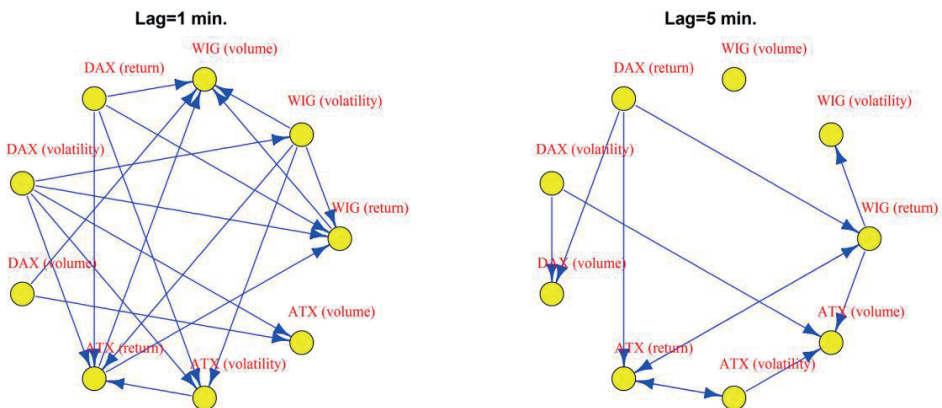 Lag=1 min.
WIG (volume)
DAX (return)
WIG (volatility)
DAX (volatility)
WIG (return)
DAX (volume)
ATX (volume)
ATX (return)
ATX (volatility)
Lag=5 min.
WIG (volume)
DAX (return)
WIG (volatility)
DAX (volatility)
WIG (return)
DAX (volume)
ATX (volume)
ATX (return)
ATX (volatility)